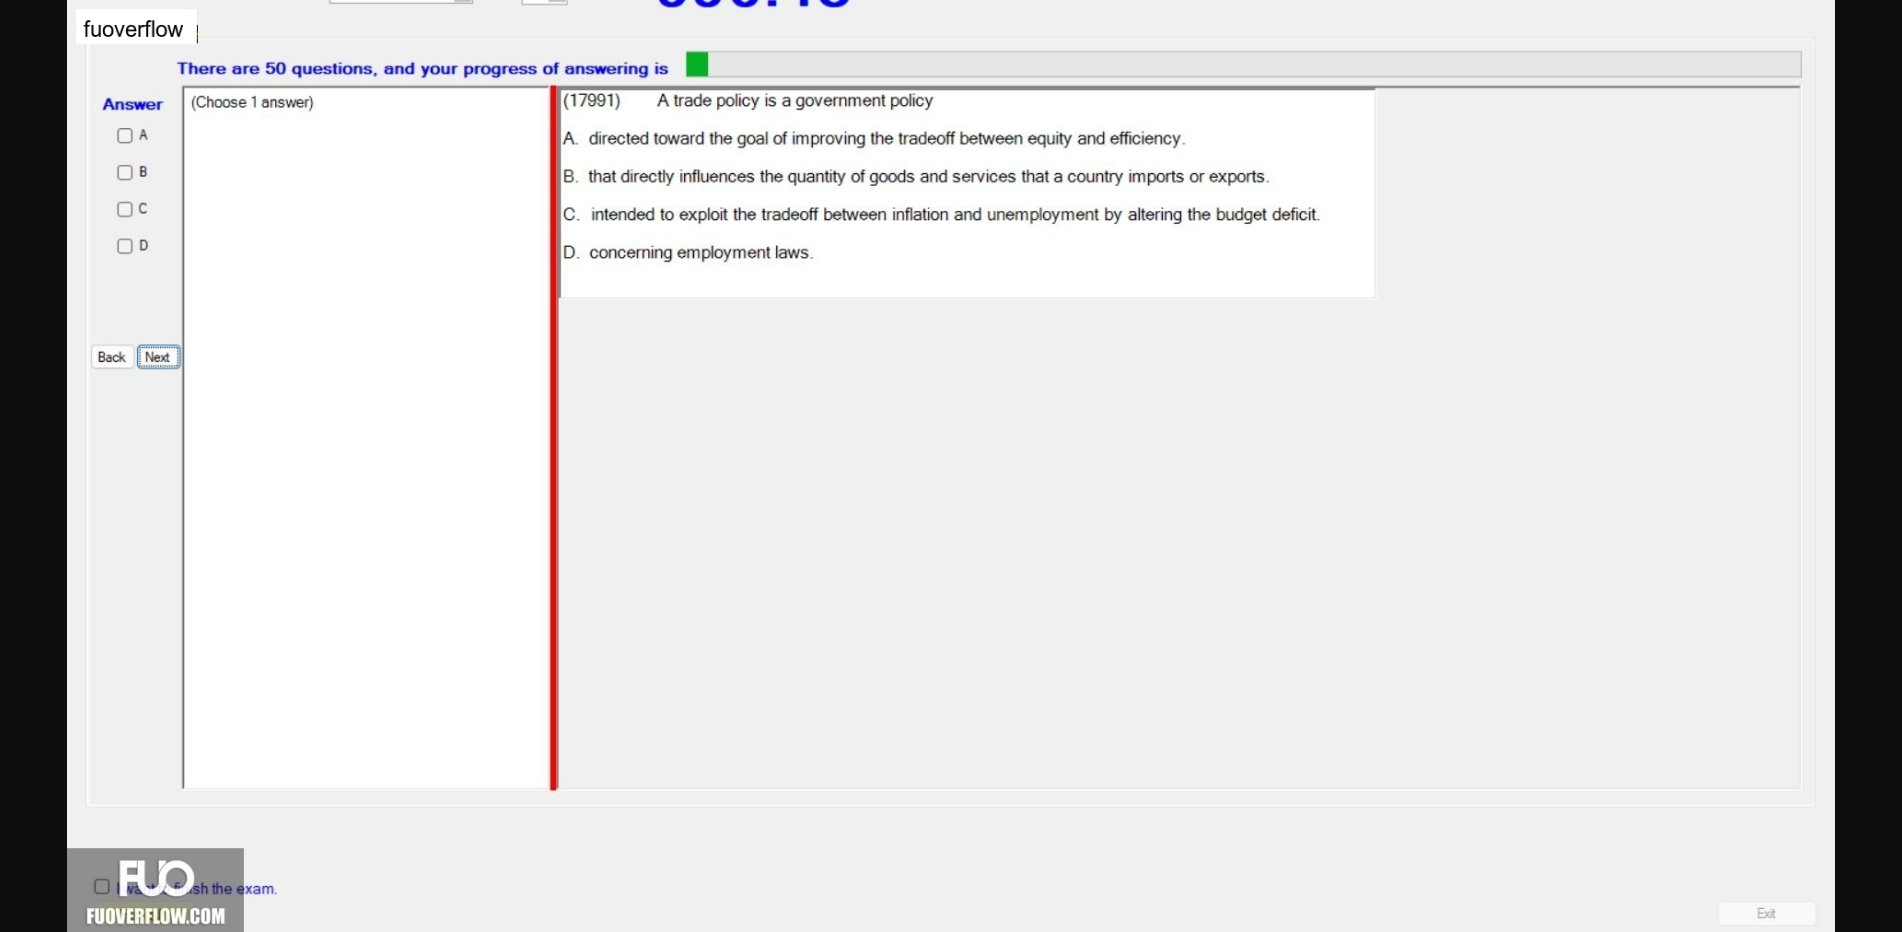 fuoverflow
There are 50 questions, and your progress of answering is
Answer
(Choose 1 answer)
A
B
C
D
Back Next
(17991) A trade policy is a government policy
A. directed toward the goal of improving the tradeoff between equity and efficiency.
B. that directly influences the quantity of goods and services that a country imports or exports.
C. intended to exploit the tradeoff between inflation and unemployment by altering the budget deficit.
D. concerning employment laws.
FUO
sh the exam.
FUOVERFLOW.COM
Exit